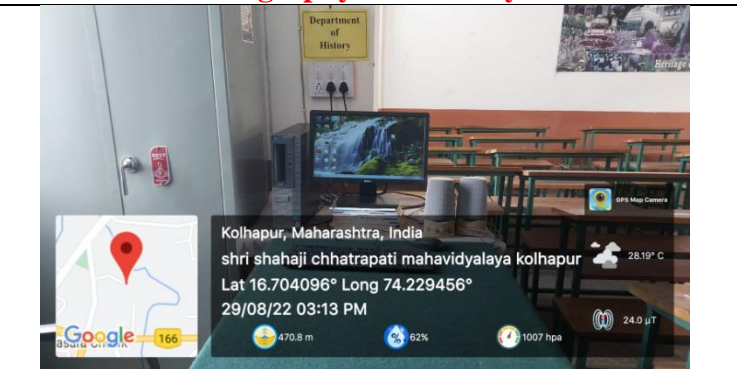 Department
of
History
Heritage
GPS Map Camera
Kolhapur, Maharashtra, India
shri shahaji chhatrapati mahavidyalaya kolhapur
28.19° C
Lat 16.704096° Long 74.229456°
29/08/22 03:13 PM
24.0 µT
Google
166
470.8 m
62%
1007 hpa